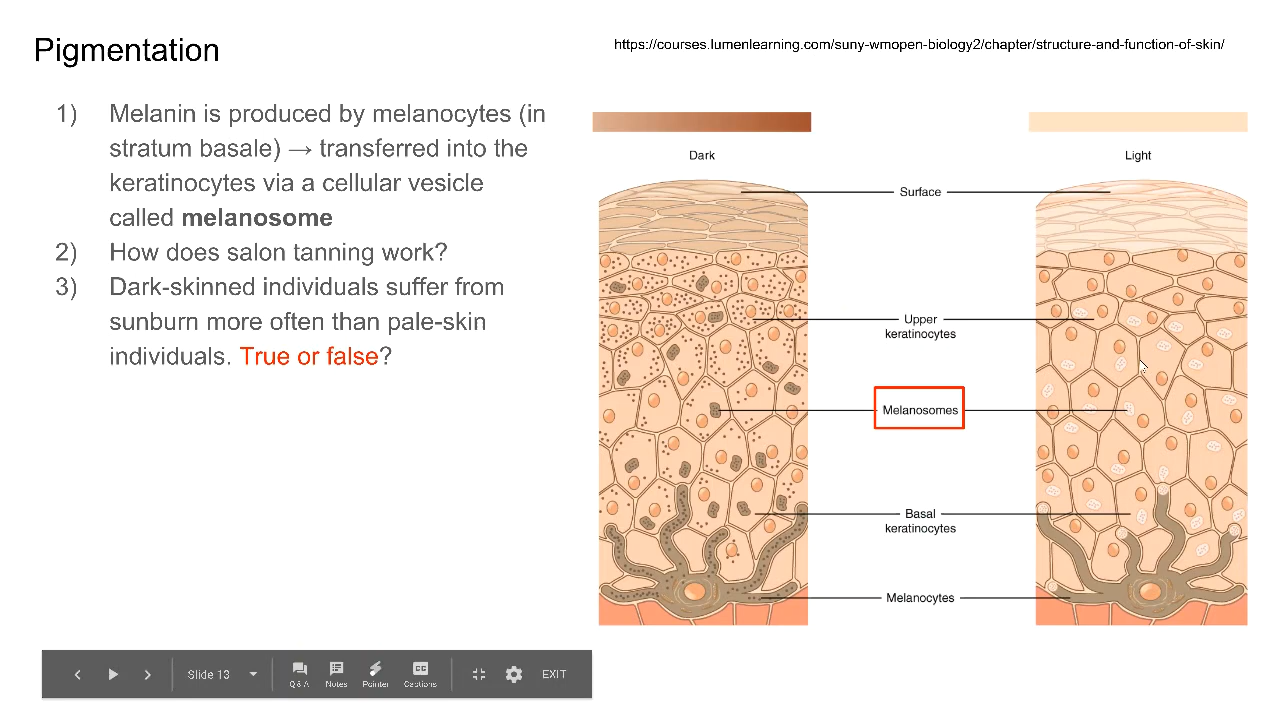 Pigmentation
https://courses.lumenlearning.com/suny-wmopen-biology2/chapter/structure-and-function-of-skin/
1) Melanin is produced by melanocytes (in
stratum basale) → transferred into the
keratinocytes via a cellular vesicle
called melanosome
2) How does salon tanning work?
3) Dark-skinned individuals suffer from
sunburn more often than pale-skin
individuals. True or false?
Dark
Light
Surface
Upper
keratinocytes
Melanosomes
Basal
keratinocytes
Melanocytes
Slide 13
Q & A
Notes
Pointer
CC
Captions
EXIT